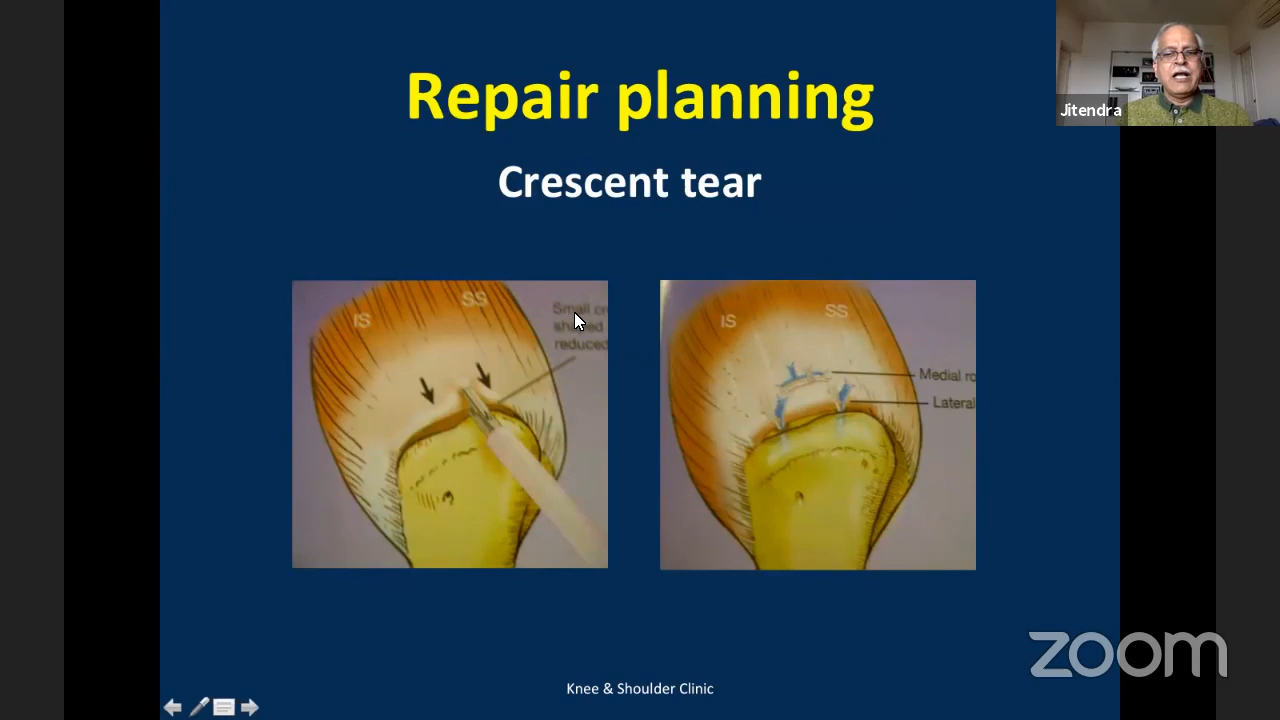 Repair planning
Crescent tear
Jitendra
IS
SS
Small cr
shaped
reduced
IS
SS
Medial ro
Lateral
zoom
Knee & Shoulder Clinic